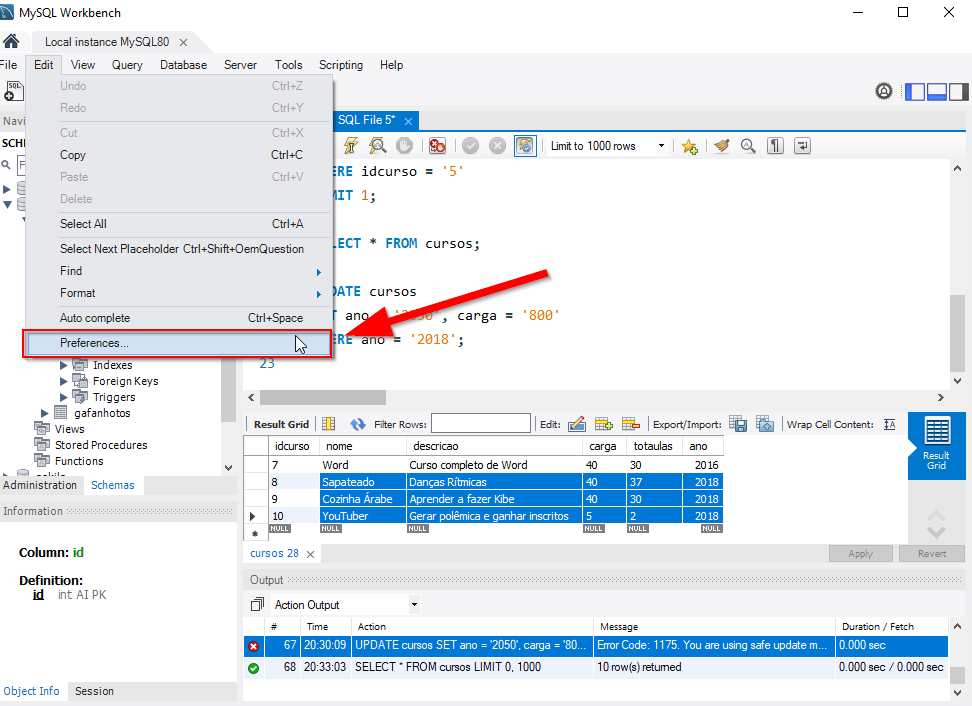 MySQL Workbench
Local instance MySQL80
File Edit View Query Database Server Tools Scripting Help
Undo Ctrl+Z
Redo Ctrl+Y
Cut Ctrl+X
Copy Ctrl+C
Paste Ctrl+V
Delete
Select All Ctrl+A
Select Next Placeholder Ctrl+Shift+OemQuestion
Find
Format
Auto complete Ctrl+Space
Preferences...
SQL
Navi
SCHE
SQL File 5*
Limit to 1000 rows
ERE idcurso = '5'
MIT 1;
LECT * FROM cursos;
DATE cursos
T ano = '2050', carga = '800'
ERE ano = '2018';
23
Indexes
Foreign Keys
Triggers
gafanhotos
Views
Stored Procedures
Functions
Administration Schemas
Information
Column: id
Definition:
id int AI PK
Object Info Session
Result Grid Filter Rows: Edit: Export/Import: Wrap Cell Content: IA
Result
Grid
idcurso nome descricao carga totaulas ano
7 Word Curso completo de Word 40 30 2016
8 Sapateado Danças Rítmicas 40 37 2018
9 Cozinha Árabe Aprender a fazer Kibe 40 30 2018
10 YouTuber Gerar polêmica e ganhar inscritos 5 2 2018
NULL NULL NULL NULL NULL NULL
cursos 28 Apply Revert
Output
Action Output
# Time Action Message Duration / Fetch
67 20:30:09 UPDATE cursos SET ano = '2050', carga = '80... Error Code: 1175. You are using safe update m... 0.000 sec
68 20:33:03 SELECT * FROM cursos LIMIT 0, 1000 10 row(s) returned 0.000 sec / 0.000 sec